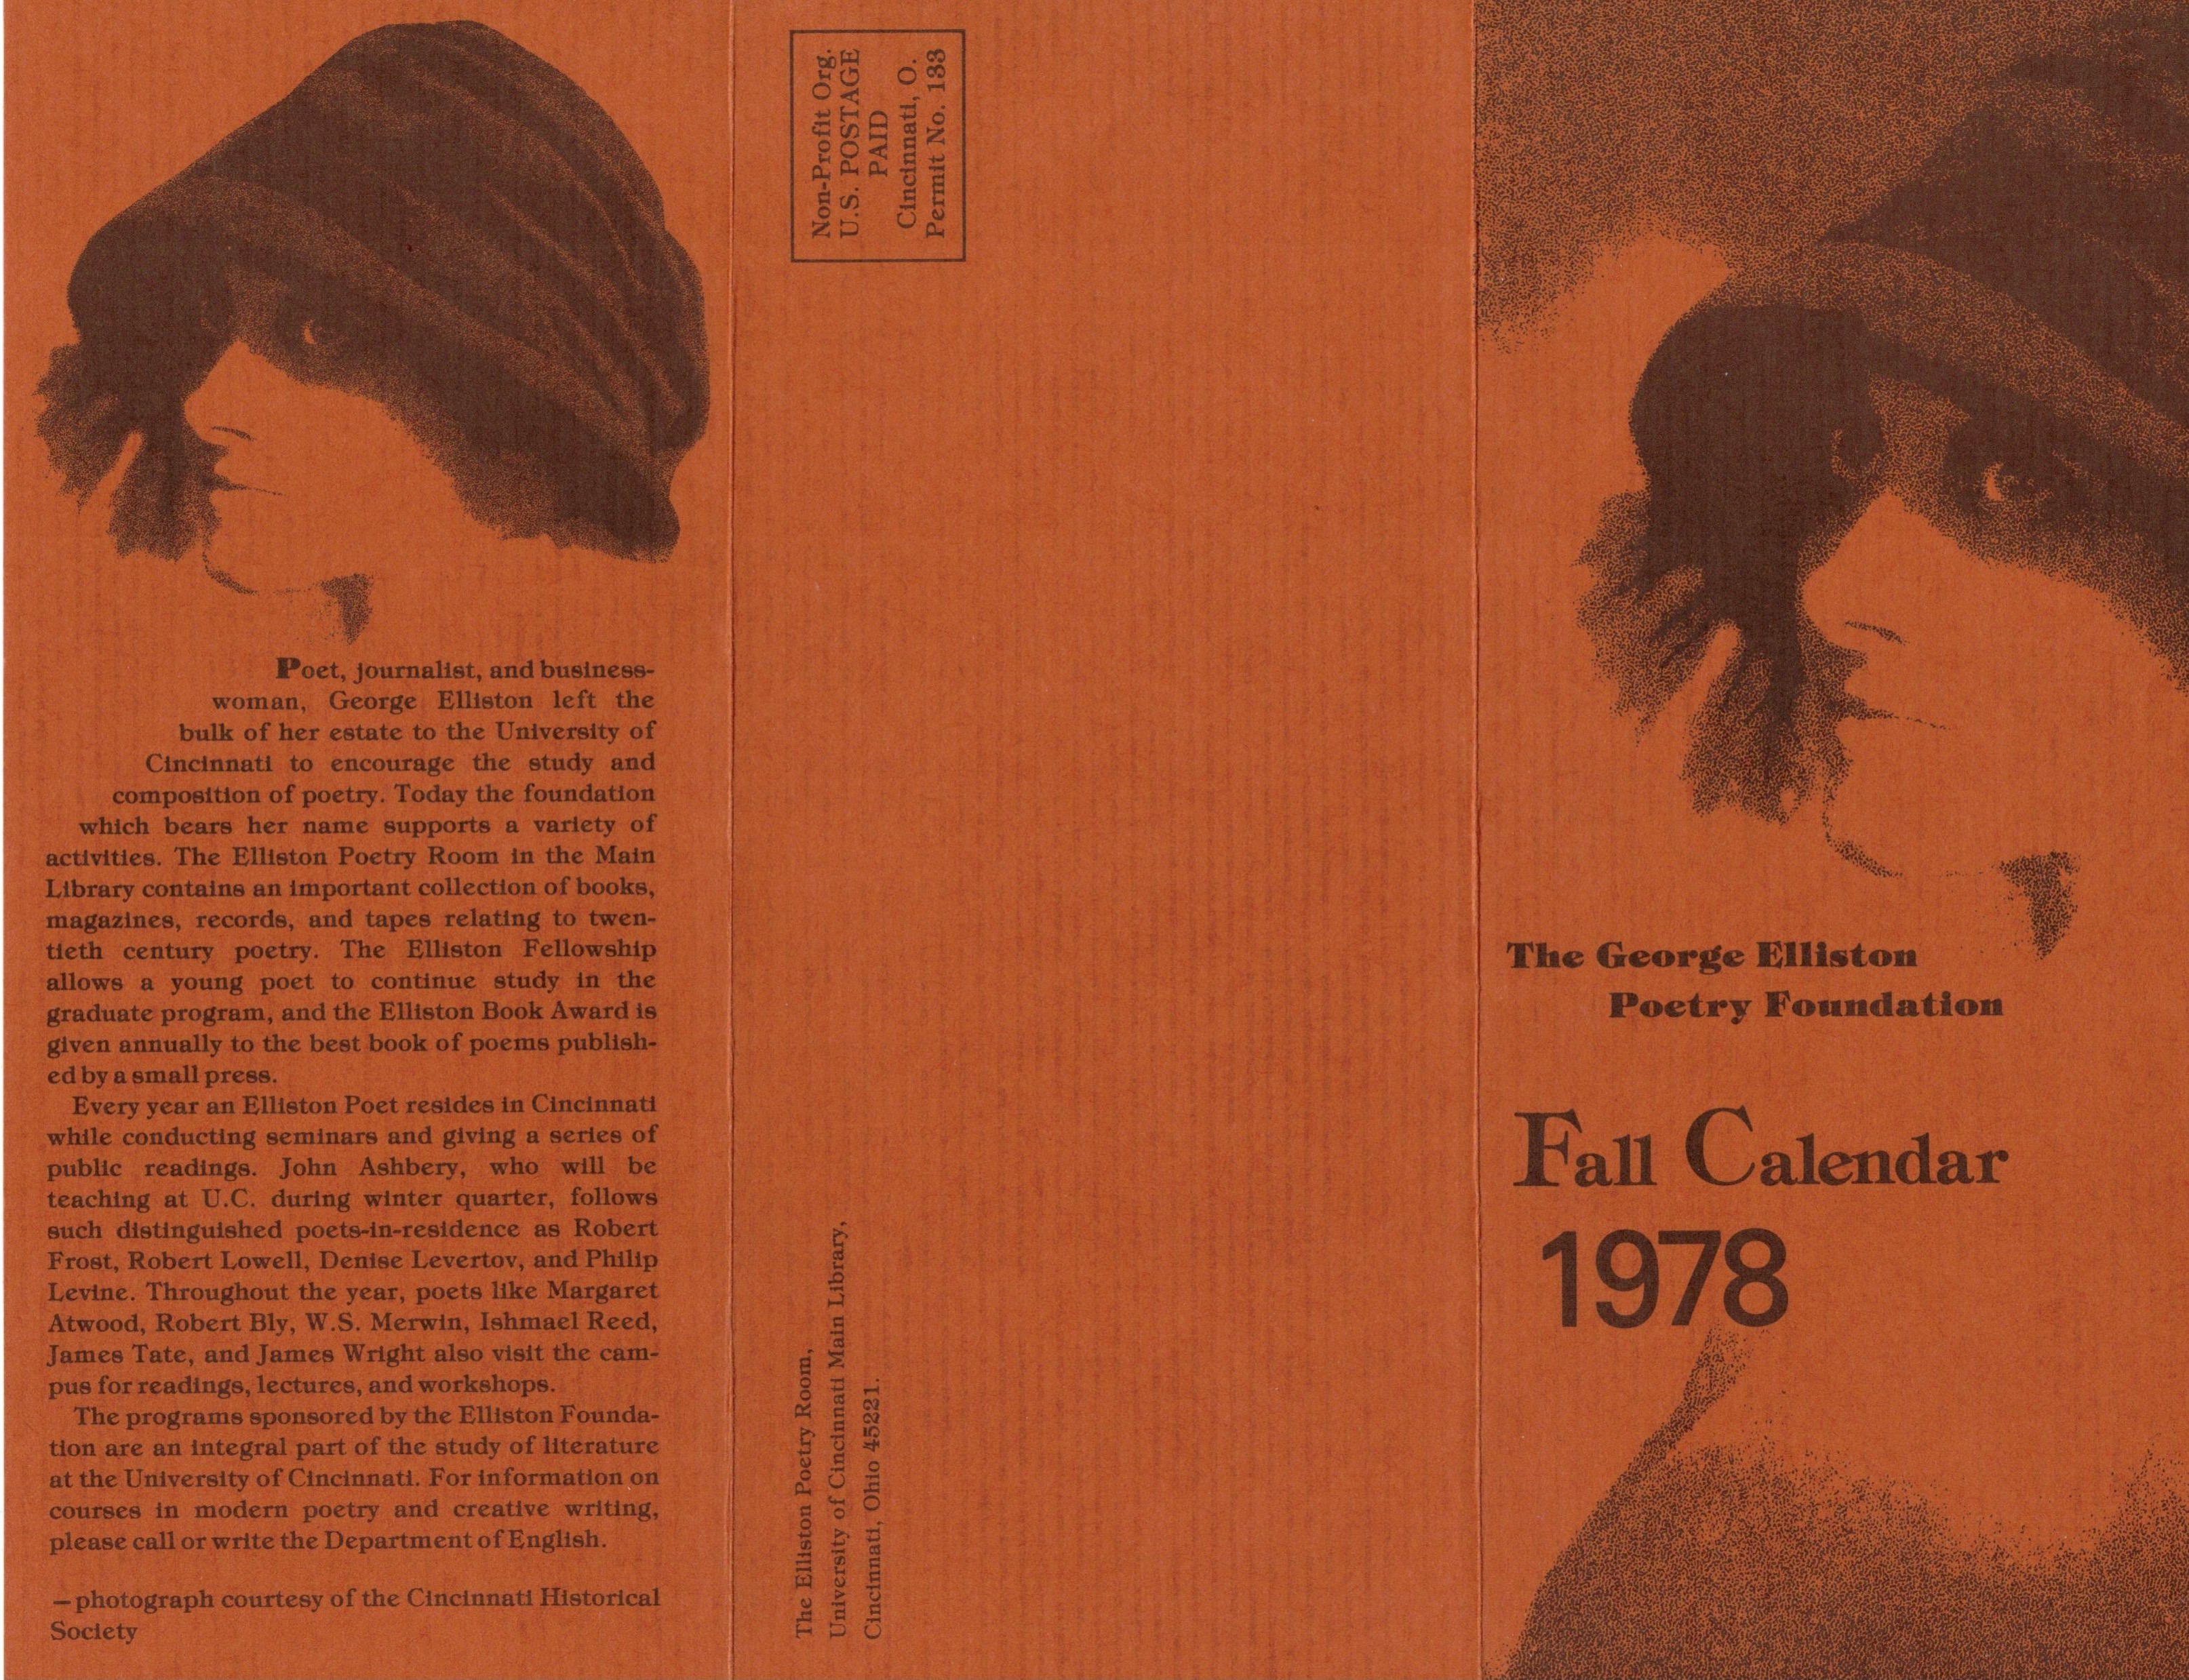 Poet, journalist, and business-
woman, George Elliston left the
bulk of her estate to the University of
Cincinnati to encourage the study and
composition of poetry. Today the foundation
which bears her name supports a variety of
activities. The Elliston Poetry Room in the Main
Library contains an important collection of books,
magazines, records, and tapes relating to twen-
tieth century poetry. The Elliston Fellowship
allows a young poet to continue study in the
graduate program, and the Elliston Book Award is
given annually to the best book of poems publish-
ed by a small press.
Every year an Elliston Poet resides in Cincinnati
while conducting seminars and giving a series of
public readings. John Ashbery, who will be
teaching at U.C. during winter quarter, follows
such distinguished poets-in-residence as Robert
Frost, Robert Lowell, Denise Levertov, and Philip
Levine. Throughout the year, poets like Margaret
Atwood, Robert Bly, W.S. Merwin, Ishmael Reed,
James Tate, and James Wright also visit the cam-
pus for readings, lectures, and workshops.
The programs sponsored by the Elliston Founda-
tion are an integral part of the study of literature
at the University of Cincinnati. For information on
courses in modern poetry and creative writing,
please call or write the Department of English.
—photograph courtesy of the Cincinnati Historical
Society
Non-Profit Org.
U.S. POSTAGE
PAID
Cincinnati, O.
Permit No. 133
The Elliston Poetry Room,
University of Cincinnati Main Library,
Cincinnati, Ohio 45221.
The George Elliston
Poetry Foundation
Fall Calendar
1978